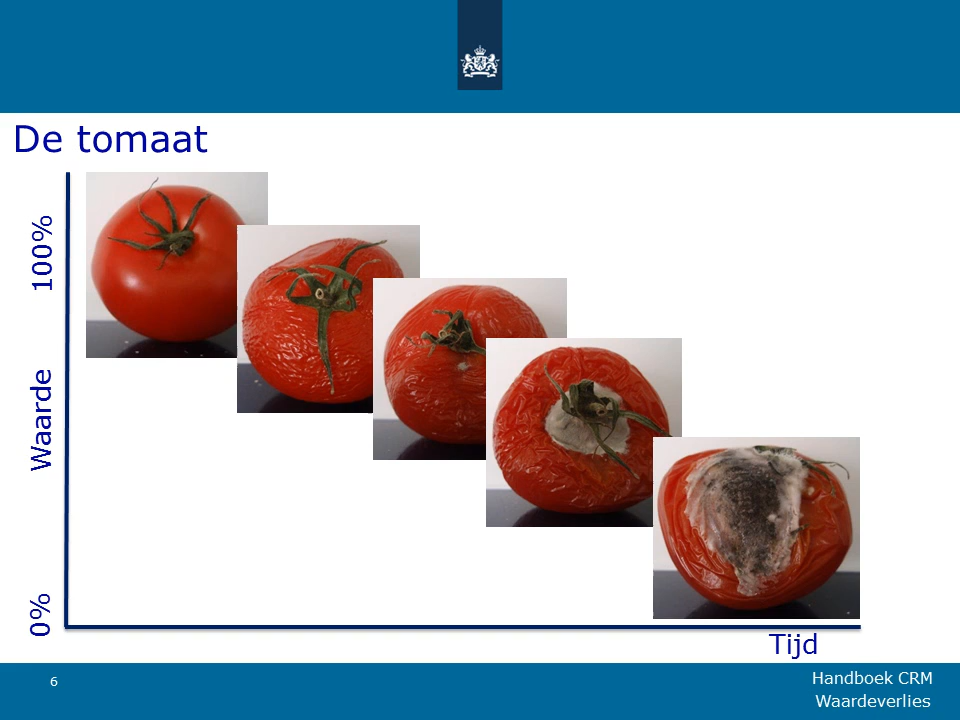 De tomaat
100%
Waarde
0%
Tijd
6
Handboek CRM
Waardeverlies